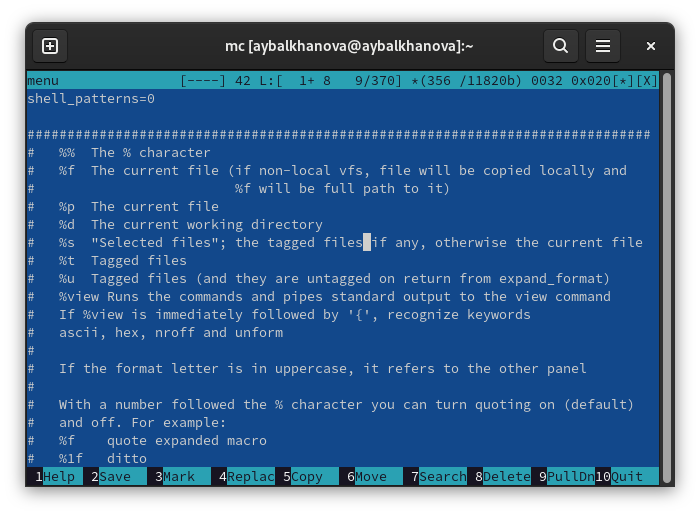 mc [aybalkhanova@aybalkhanova]:~
menu               [----] 42 L:[  1+ 8   9/370] *(356 /11820b) 0032 0x020[*][X]
shell_patterns=0
##############################################################################
#   %%  The % character
#   %f  The current file (if non-local vfs, file will be copied locally and
#                         %f will be full path to it)
#   %p  The current file
#   %d  The current working directory
#   %s  "Selected files"; the tagged files if any, otherwise the current file
#   %t  Tagged files
#   %u  Tagged files (and they are untagged on return from expand_format)
#   %view Runs the commands and pipes standard output to the view command
#   If %view is immediately followed by '{', recognize keywords
#   ascii, hex, nroff and unform
#
#   If the format letter is in uppercase, it refers to the other panel
#
#   With a number followed the % character you can turn quoting on (default)
#   and off. For example:
#   %f    quote expanded macro
#   %1f   ditto
1Help  2Save  3Mark  4Replac 5Copy  6Move  7Search 8Delete 9PullDn 10Quit